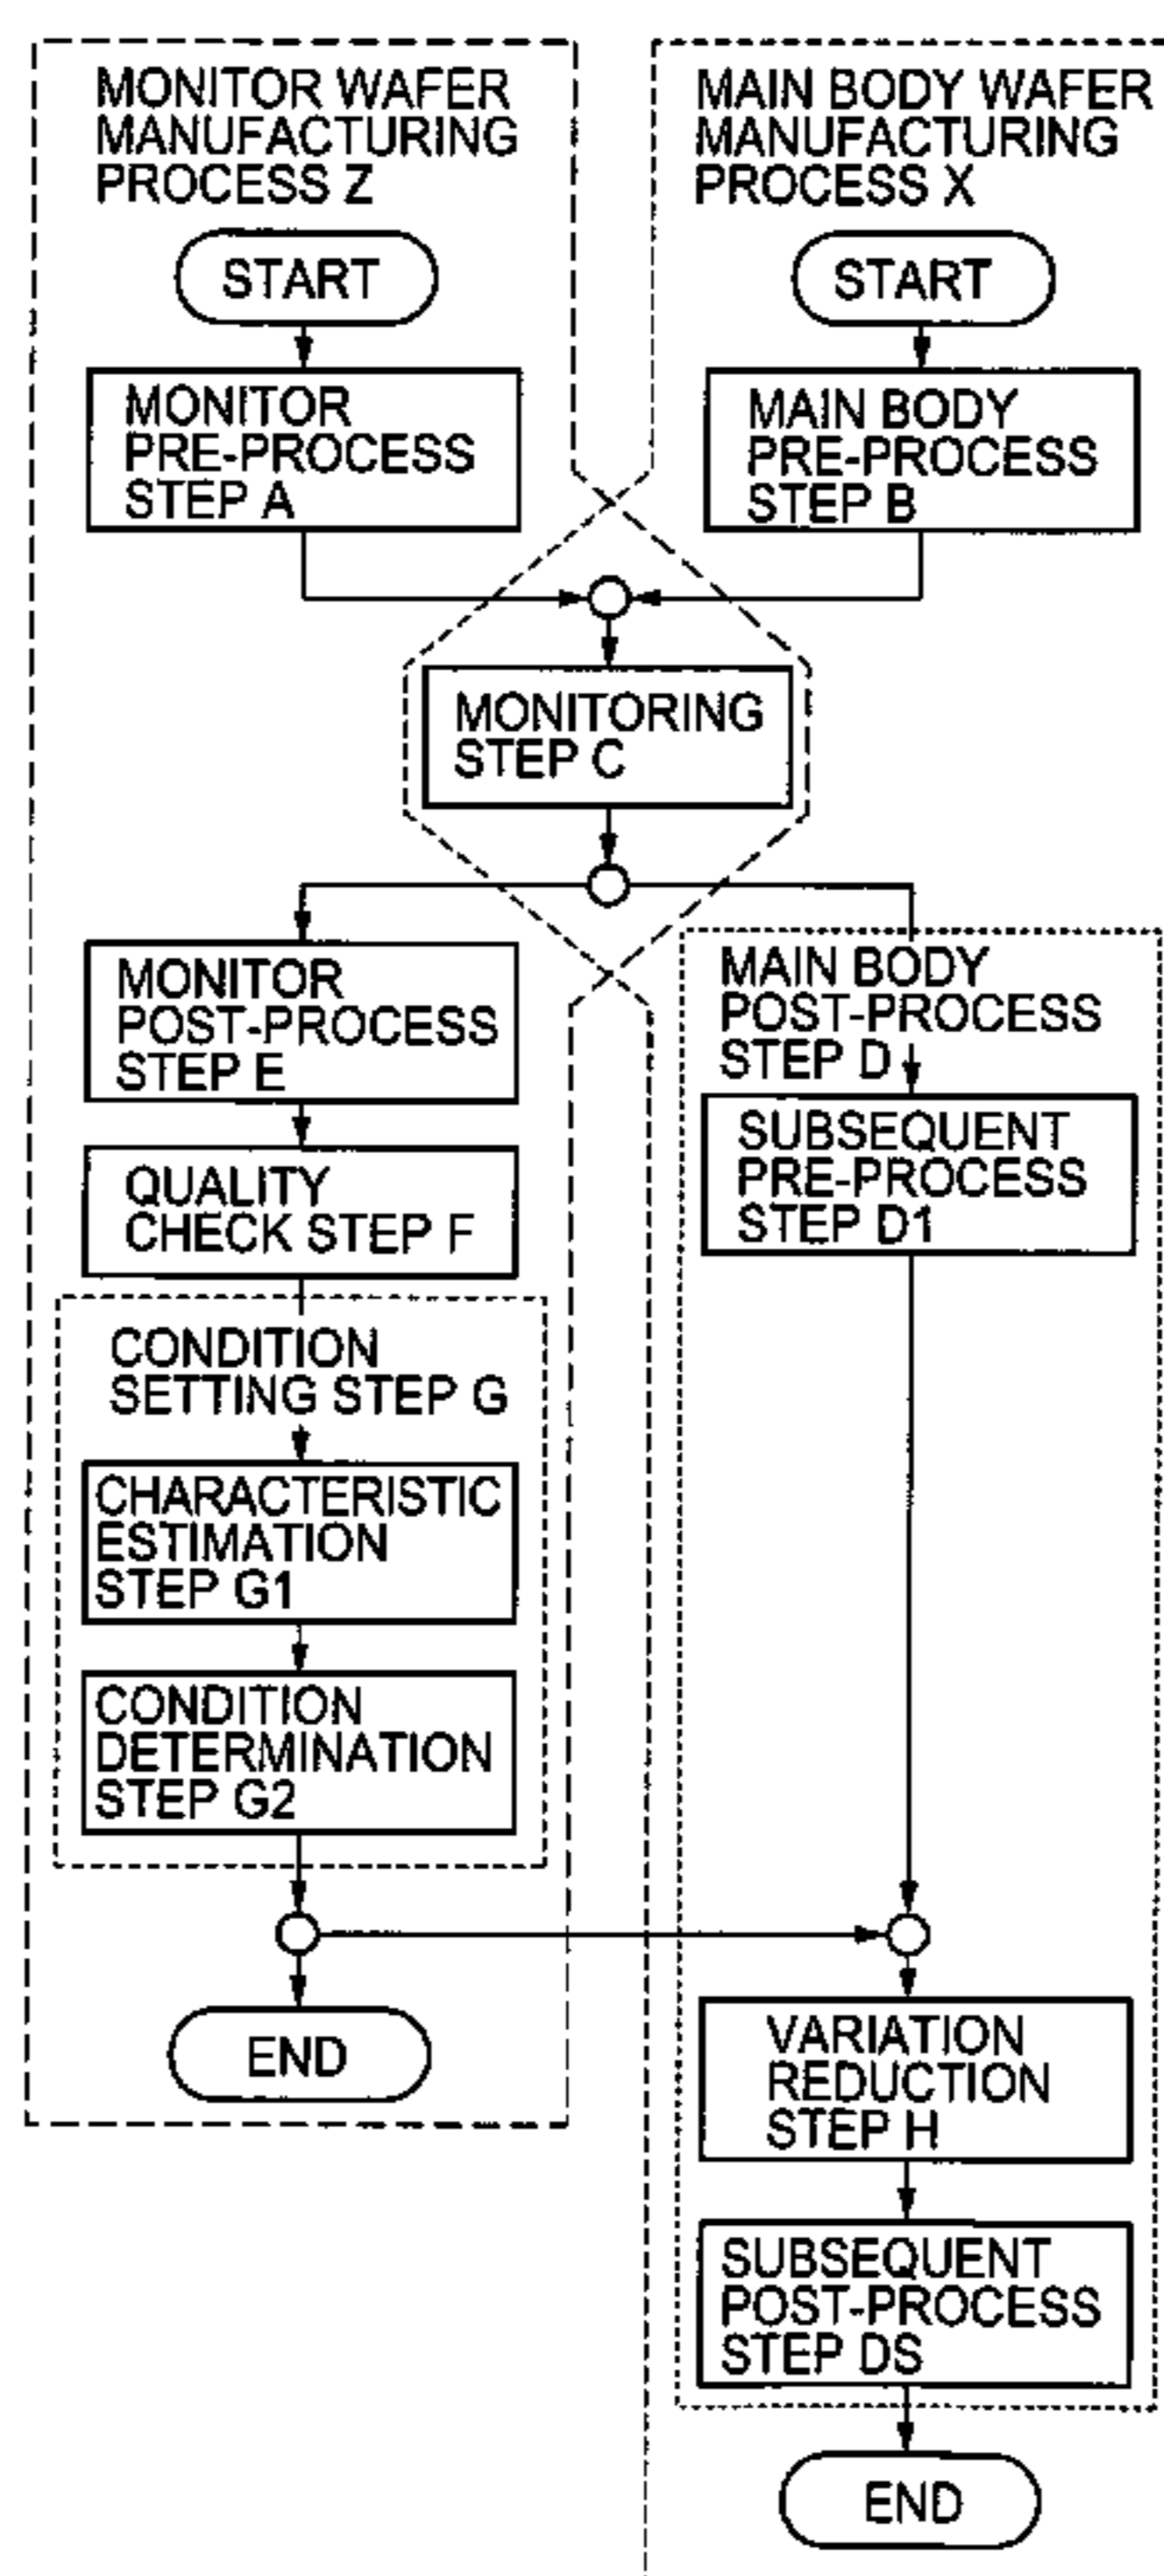 MONITOR WAFER
MANUFACTURING
PROCESS Z
START
MONITOR
PRE-PROCESS
STEP A
MAIN BODY WAFER
MANUFACTURING
PROCESS X
START
MAIN BODY
PRE-PROCESS
STEP B
MONITORING
STEP C
MONITOR
POST-PROCESS
STEP E
QUALITY
CHECK STEP F
CONDITION
SETTING STEP G
CHARACTERISTIC
ESTIMATION
STEP G1
CONDITION
DETERMINATION
STEP G2
END
MAIN BODY
POST-PROCESS
STEP D
SUBSEQUENT
PRE-PROCESS
STEP D1
VARIATION
REDUCTION
STEP H
SUBSEQUENT
POST-PROCESS
STEP DS
END